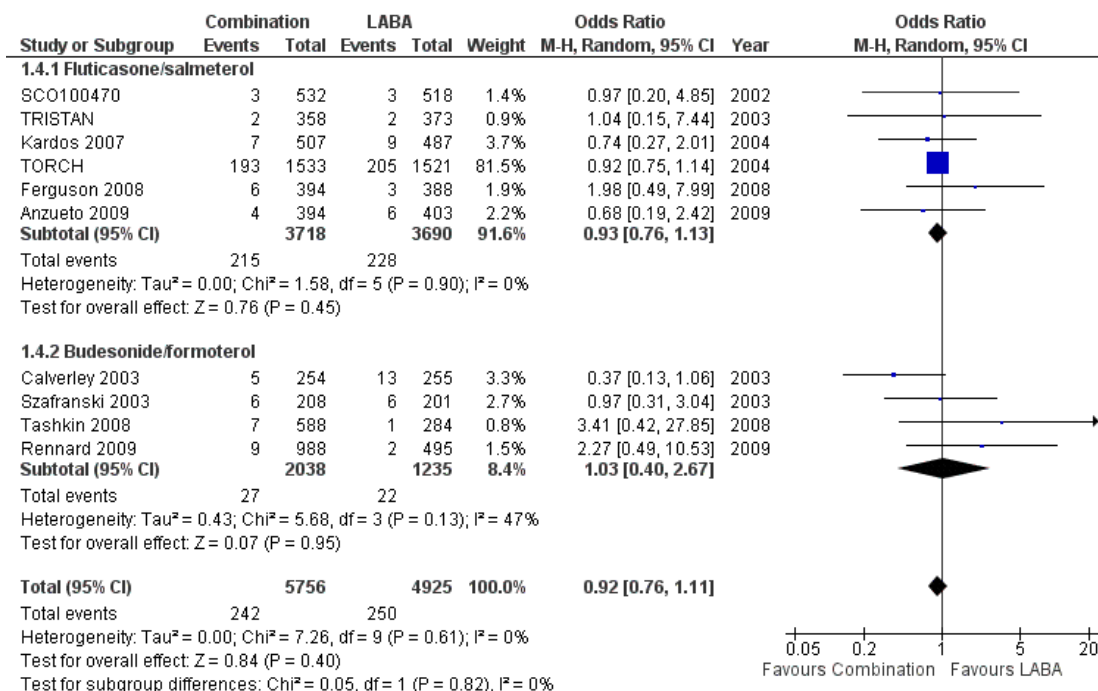 Combination LABA Odds Ratio Odds Ratio
Study or Subgroup Events Total Events Total Weight M-H, Random, 95% CI Year M-H, Random, 95% CI
1.4.1 Fluticasone/salmeterol
SCO100470 3 532 3 518 1.4% 0.97 [0.20, 4.85] 2002
TRISTAN 2 358 2 373 0.9% 1.04 [0.15, 7.44] 2003
Kardos 2007 7 507 9 487 3.7% 0.74 [0.27, 2.01] 2004
TORCH 193 1533 205 1521 81.5% 0.92 [0.75, 1.14] 2004
Ferguson 2008 6 394 3 388 1.9% 1.98 [0.49, 7.99] 2008
Anzueto 2009 4 394 6 403 2.2% 0.68 [0.19, 2.42] 2009
Subtotal (95% CI) 3718 3690 91.6% 0.93 [0.76, 1.13]
Total events 215 228
Heterogeneity: Tau² = 0.00; Chi² = 1.58, df = 5 (P = 0.90); I² = 0%
Test for overall effect: Z = 0.76 (P = 0.45)
1.4.2 Budesonide/formoterol
Calverley 2003 5 254 13 255 3.3% 0.37 [0.13, 1.06] 2003
Szafranski 2003 6 208 6 201 2.7% 0.97 [0.31, 3.04] 2003
Tashkin 2008 7 588 1 284 0.8% 3.41 [0.42, 27.85] 2008
Rennard 2009 9 988 2 495 1.5% 2.27 [0.49, 10.53] 2009
Subtotal (95% CI) 2038 1235 8.4% 1.03 [0.40, 2.67]
Total events 27 22
Heterogeneity: Tau² = 0.43; Chi² = 5.68, df = 3 (P = 0.13); I² = 47%
Test for overall effect: Z = 0.07 (P = 0.95)
Total (95% CI) 5756 4925 100.0% 0.92 [0.76, 1.11]
Total events 242 250
Heterogeneity: Tau² = 0.00; Chi² = 7.26, df = 9 (P = 0.61); I² = 0%
Test for overall effect: Z = 0.84 (P = 0.40)
Test for subgroup differences: Chi² = 0.05, df = 1 (P = 0.82), I² = 0%
0.05 0.2 1 5 20
Favours Combination Favours LABA